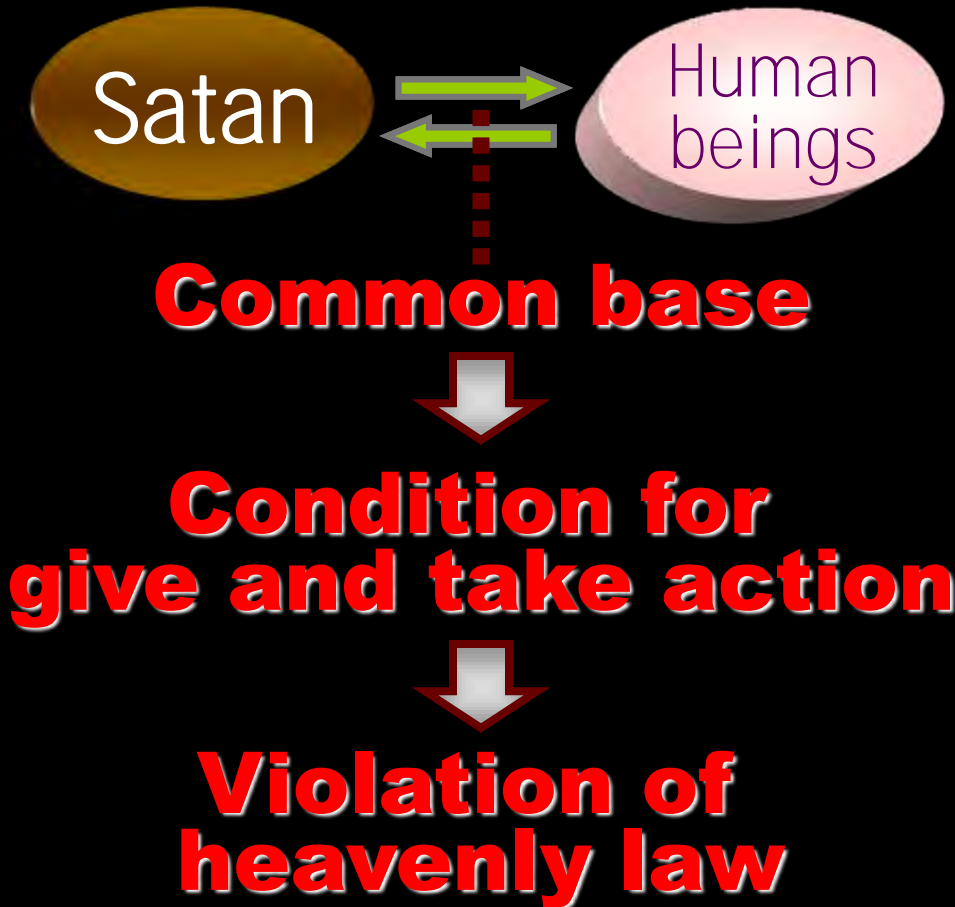 Satan
Human
beings
Common base
Condition for
give and take action
Violation of
heavenly law